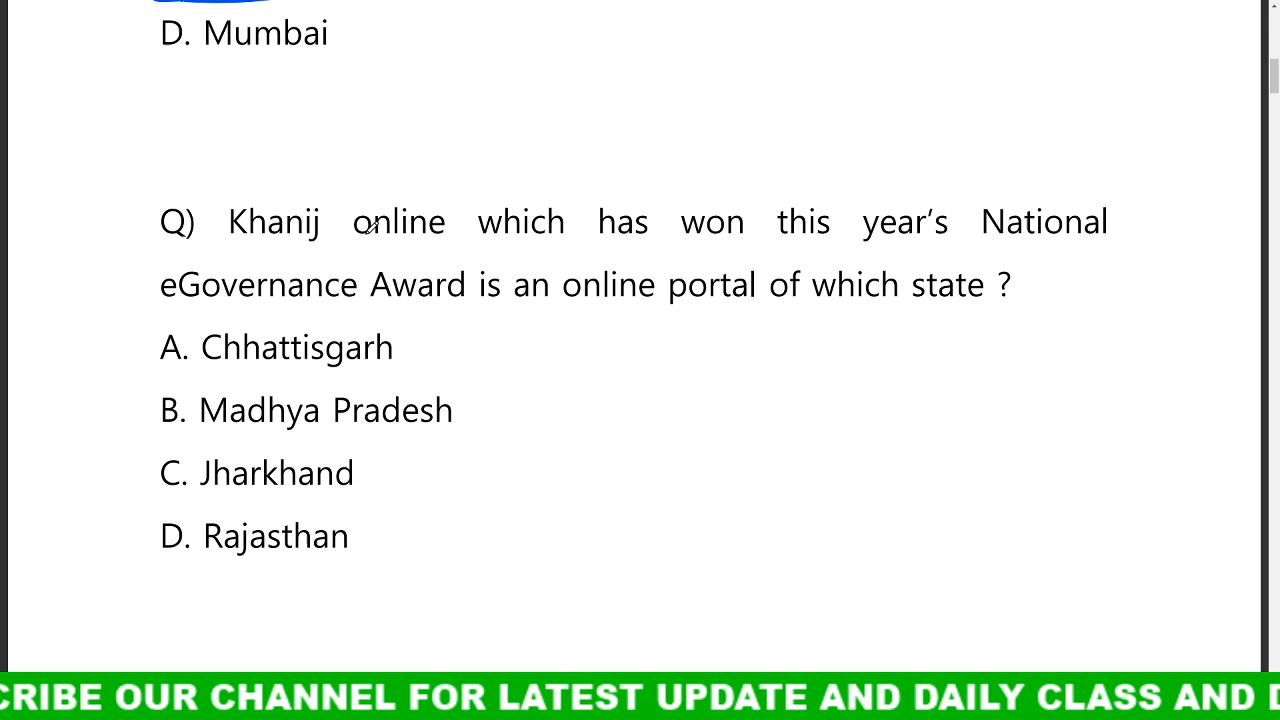 D. Mumbai
Q) Khanij online which has won this year’s National
eGovernance Award is an online portal of which state ?
A. Chhattisgarh
B. Madhya Pradesh
C. Jharkhand
D. Rajasthan
CRIBE OUR CHANNEL FOR LATEST UPDATE AND DAILY CLASS AND D